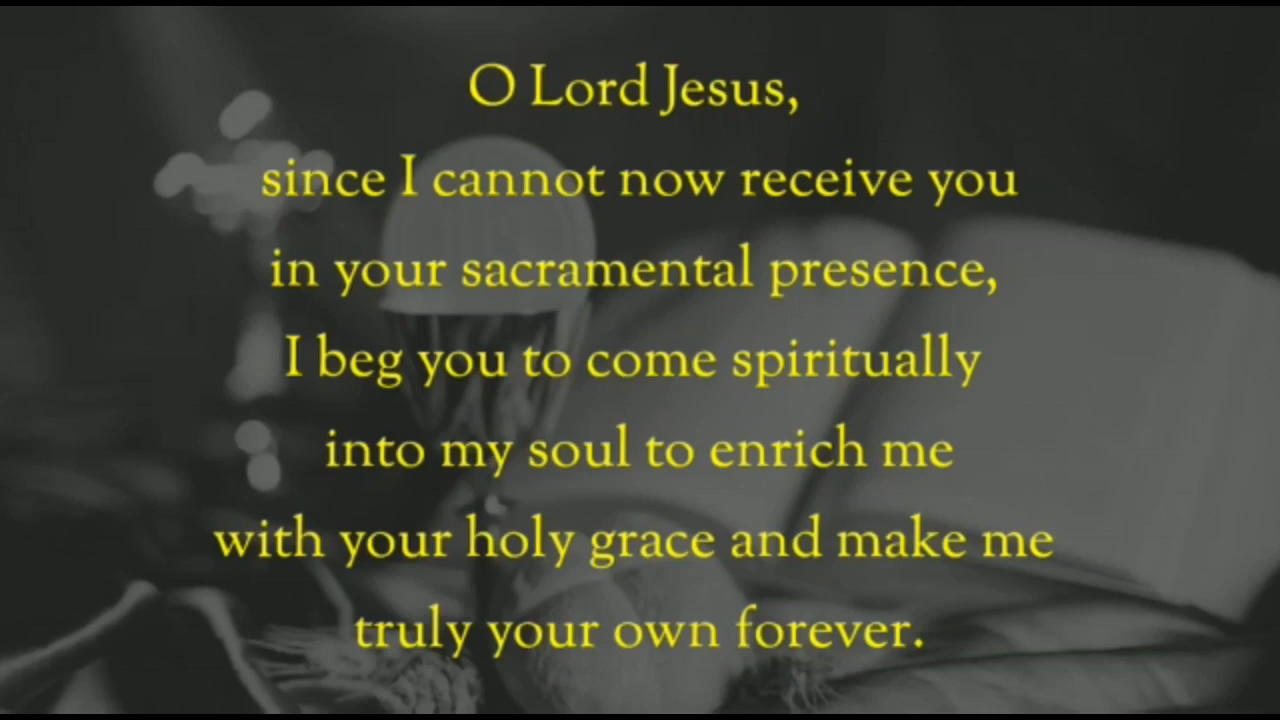 O Lord Jesus,
since I cannot now receive you
in your sacramental presence,
I beg you to come spiritually
into my soul to enrich me
with your holy grace and make me
truly your own forever.